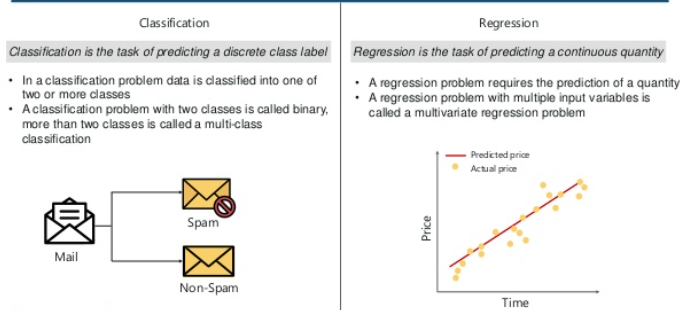 Classification
Classification is the task of predicting a discrete class label
• In a classification problem data is classified into one of
two or more classes
• A classification problem with two classes is called binary,
more than two classes is called a multi-class
classification
Mail
Spam
Non-Spam
Regression
Regression is the task of predicting a continuous quantity
• A regression problem requires the prediction of a quantity
• A regression problem with multiple input variables is
called a multivariate regression problem
Predicted price
Actual price
Price
Time